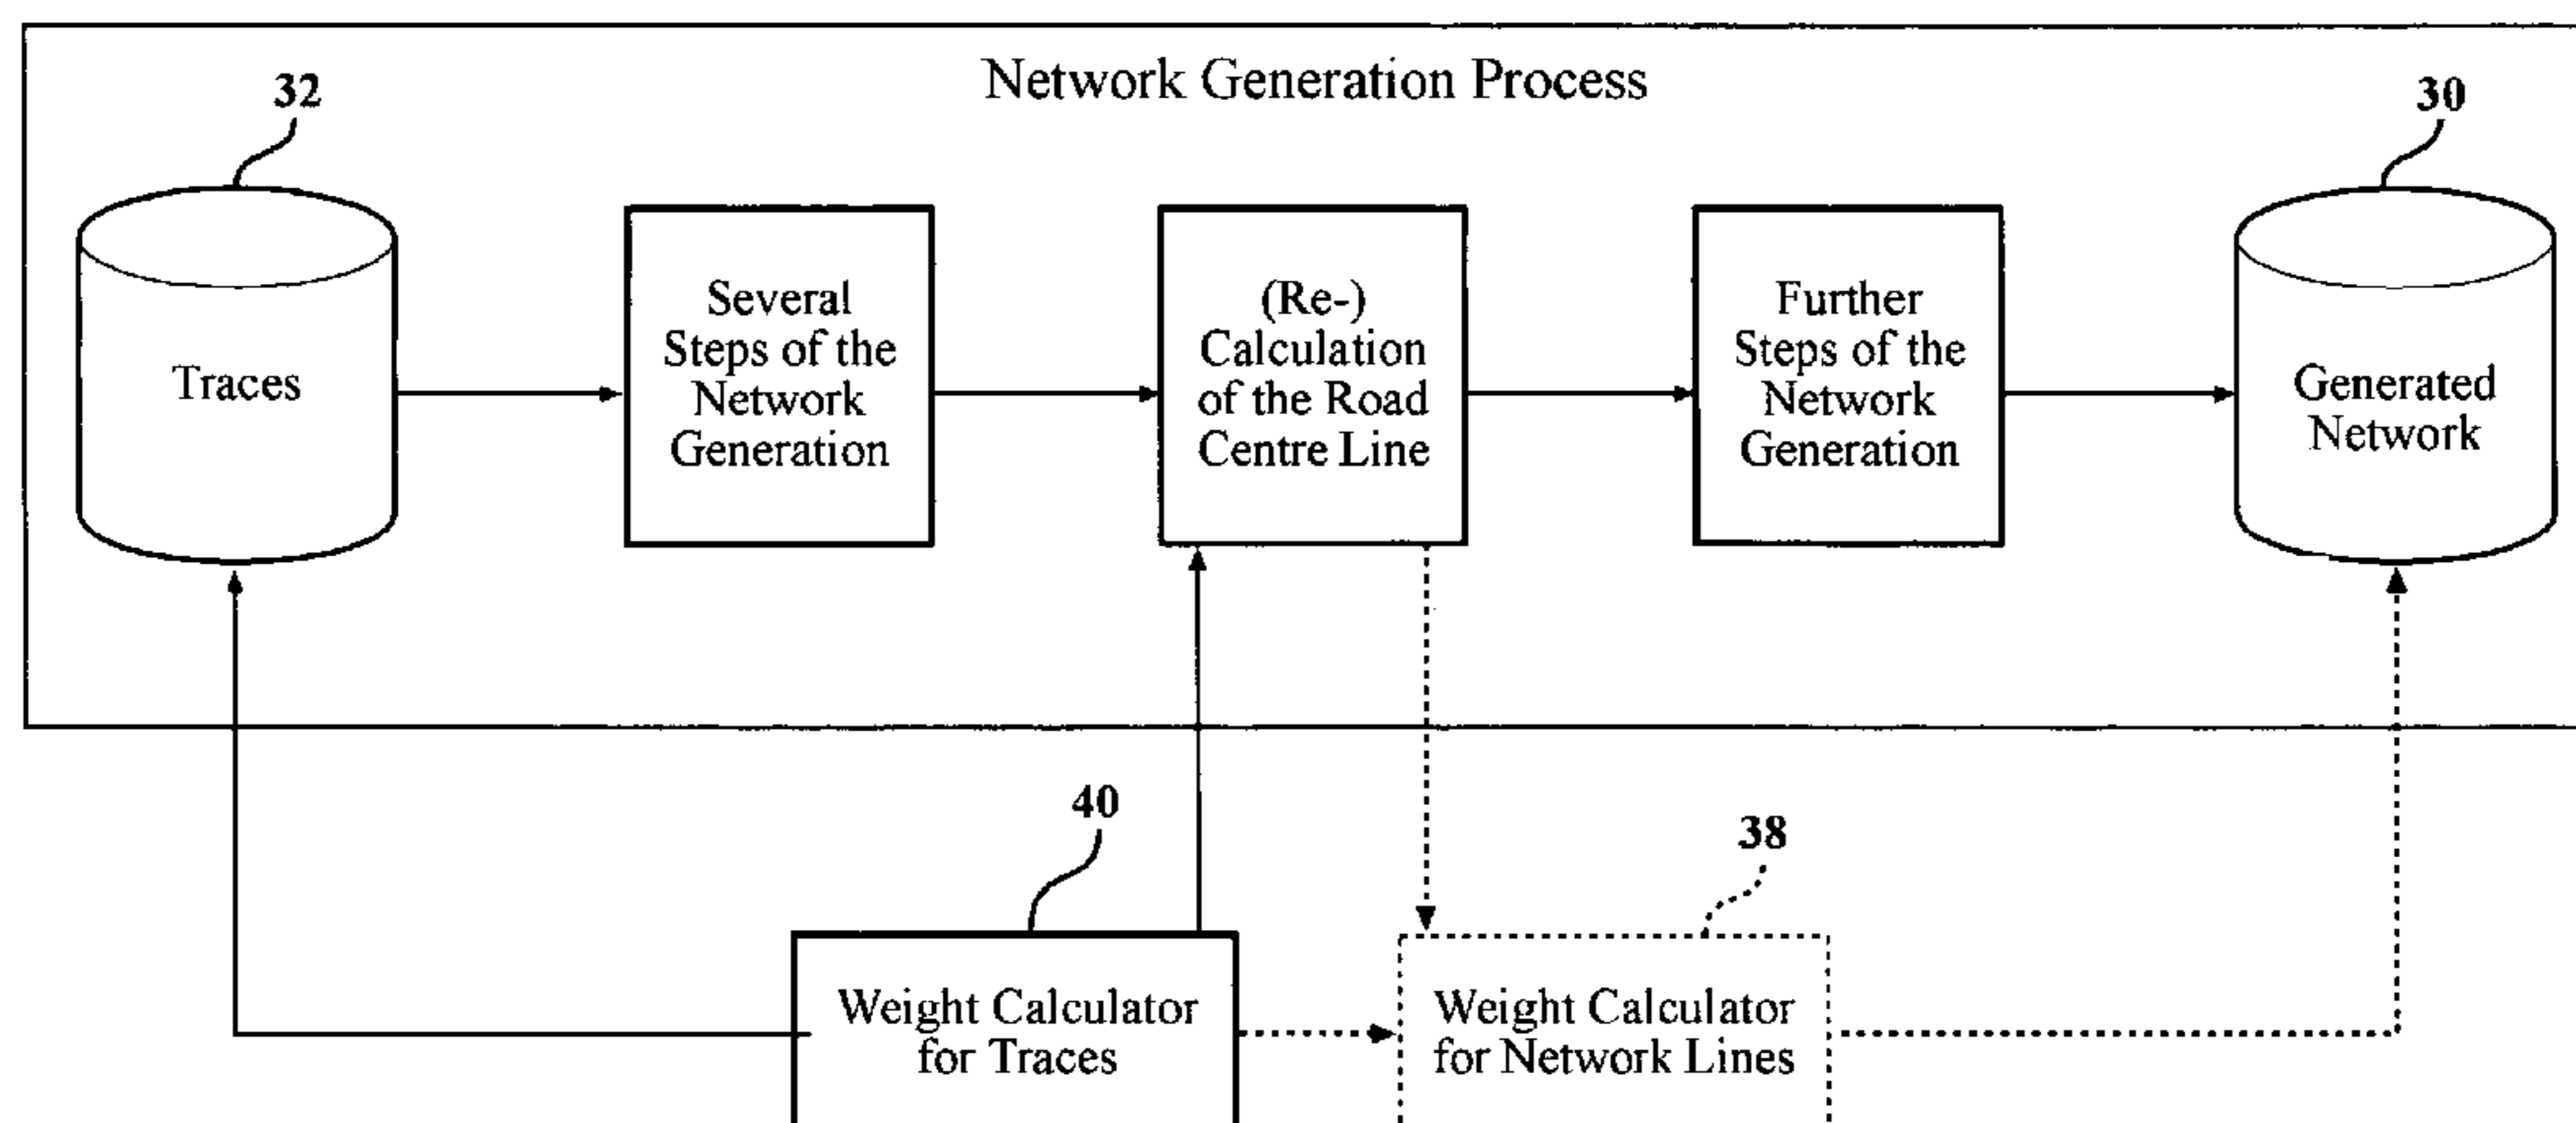 Network Generation Process
32
30
Traces
Several
Steps of the
Network
Generation
(Re-)
Calculation
of the Road
Centre Line
Further
Steps of the
Network
Generation
Generated
Network
40
38
Weight Calculator
for Traces
Weight Calculator
for Network Lines